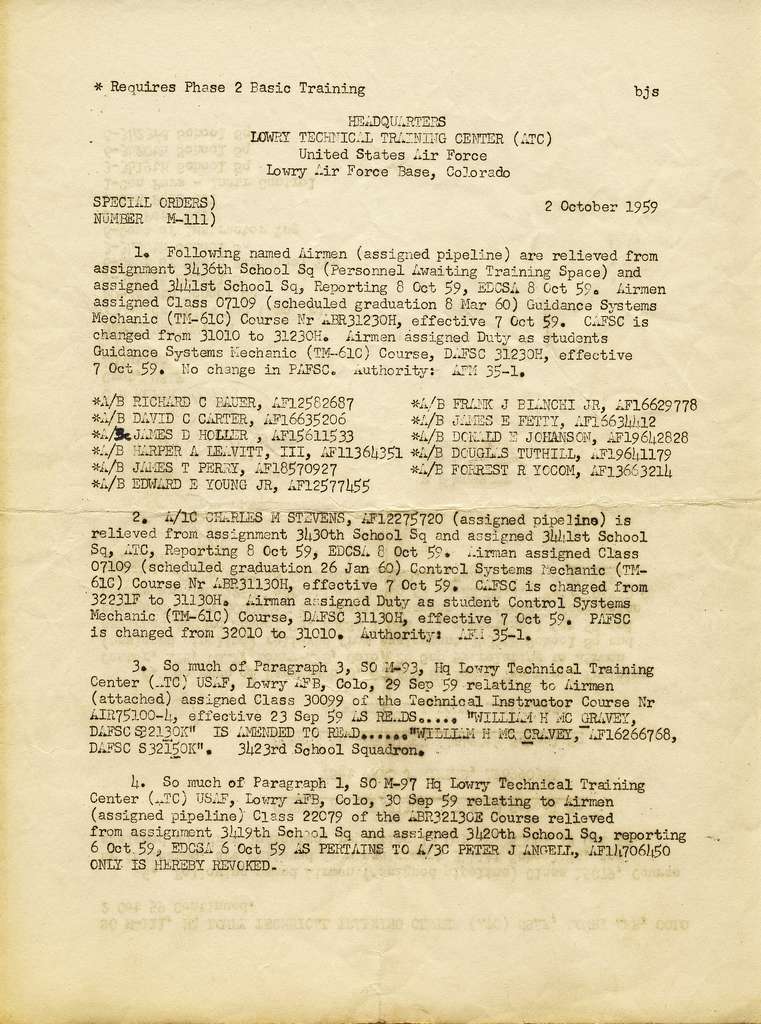 * Requires Phase 2 Basic Training bjs
HEADQUARTERS
LOWRY TECHNICAL TRAINING CENTER (ATC)
United States Air Force
Lowry Air Force Base, Colorado
SPECIAL ORDERS) 2 October 1959
NUMBER M-111)
1. Following named Airmen (assigned pipeline) are relieved from
assignment 3436th School Sq (Personnel Awaiting Training Space) and
assigned 3441st School Sq, Reporting 8 Oct 59, EDCSA 8 Oct 59. Airmen
assigned Class 07109 (scheduled graduation 8 Mar 60) Guidance Systems
Mechanic (TM-61C) Course Nr ABR31230H, effective 7 Oct 59. CAFSC is
changed from 31010 to 31230H. Airmen assigned Duty as students
Guidance Systems Mechanic (TM-61C) Course, DAFSC 31230H, effective
7 Oct 59. No change in PAFSC. Authority: AFM 35-1.
*A/B RICHARD C BAUER, AF12582687 *A/B FRANK J BIANCHI JR, AF16629778
*A/B DAVID C CARTER, AF16635206 *A/B JAMES E FETTY, AF16634412
*A/3c JAMES D HOLLER , AF15611533 *A/B DONALD E JOHANSON, AF19642828
*A/B HARPER A LEAVITT, III, AF11364351 *A/B DOUGLAS TUTHILL, AF19641179
*A/B JAMES T PERRY, AF18570927 *A/B FORREST R YOCOM, AF13663214
*A/B EDWARD E YOUNG JR, AF12577455
2. A/1C CHARLES M STEVENS, AF12275720 (assigned pipeline) is
relieved from assignment 3430th School Sq and assigned 3441st School
Sq, ATC, Reporting 8 Oct 59, EDCSA 8 Oct 59. Airman assigned Class
07109 (scheduled graduation 26 Jan 60) Control Systems Mechanic (TM-
61C) Course Nr ABR31130H, effective 7 Oct 59. CAFSC is changed from
32231F to 31130H. Airman assigned Duty as student Control Systems
Mechanic (TM-61C) Course, DAFSC 31130H, effective 7 Oct 59. PAFSC
is changed from 32010 to 31010. Authority: AFM 35-1.
3. So much of Paragraph 3, SO M-93, Hq Lowry Technical Training
Center (ATC) USAF, Lowry AFB, Colo, 29 Sep 59 relating to Airmen
(attached) assigned Class 30099 of the Technical Instructor Course Nr
AIR75100-4, effective 23 Sep 59 AS READS..... "WILLIAM H MC GRAVEY,
DAFSC S32130K" IS AMENDED TO READ......"WILLIAM H MC CRAVEY, AF16266768,
DAFSC S32150K". 3423rd School Squadron.
4. So much of Paragraph 1, SO M-97 Hq Lowry Technical Training
Center (ATC) USAF, Lowry AFB, Colo, 30 Sep 59 relating to Airmen
(assigned pipeline) Class 22079 of the ABR32130E Course relieved
from assignment 3419th School Sq and assigned 3420th School Sq, reporting
6 Oct 59, EDCSA 6 Oct 59 AS PERTAINS TO A/3C PETER J ANGELL, AF14706450
ONLY IS HEREBY REVOKED.